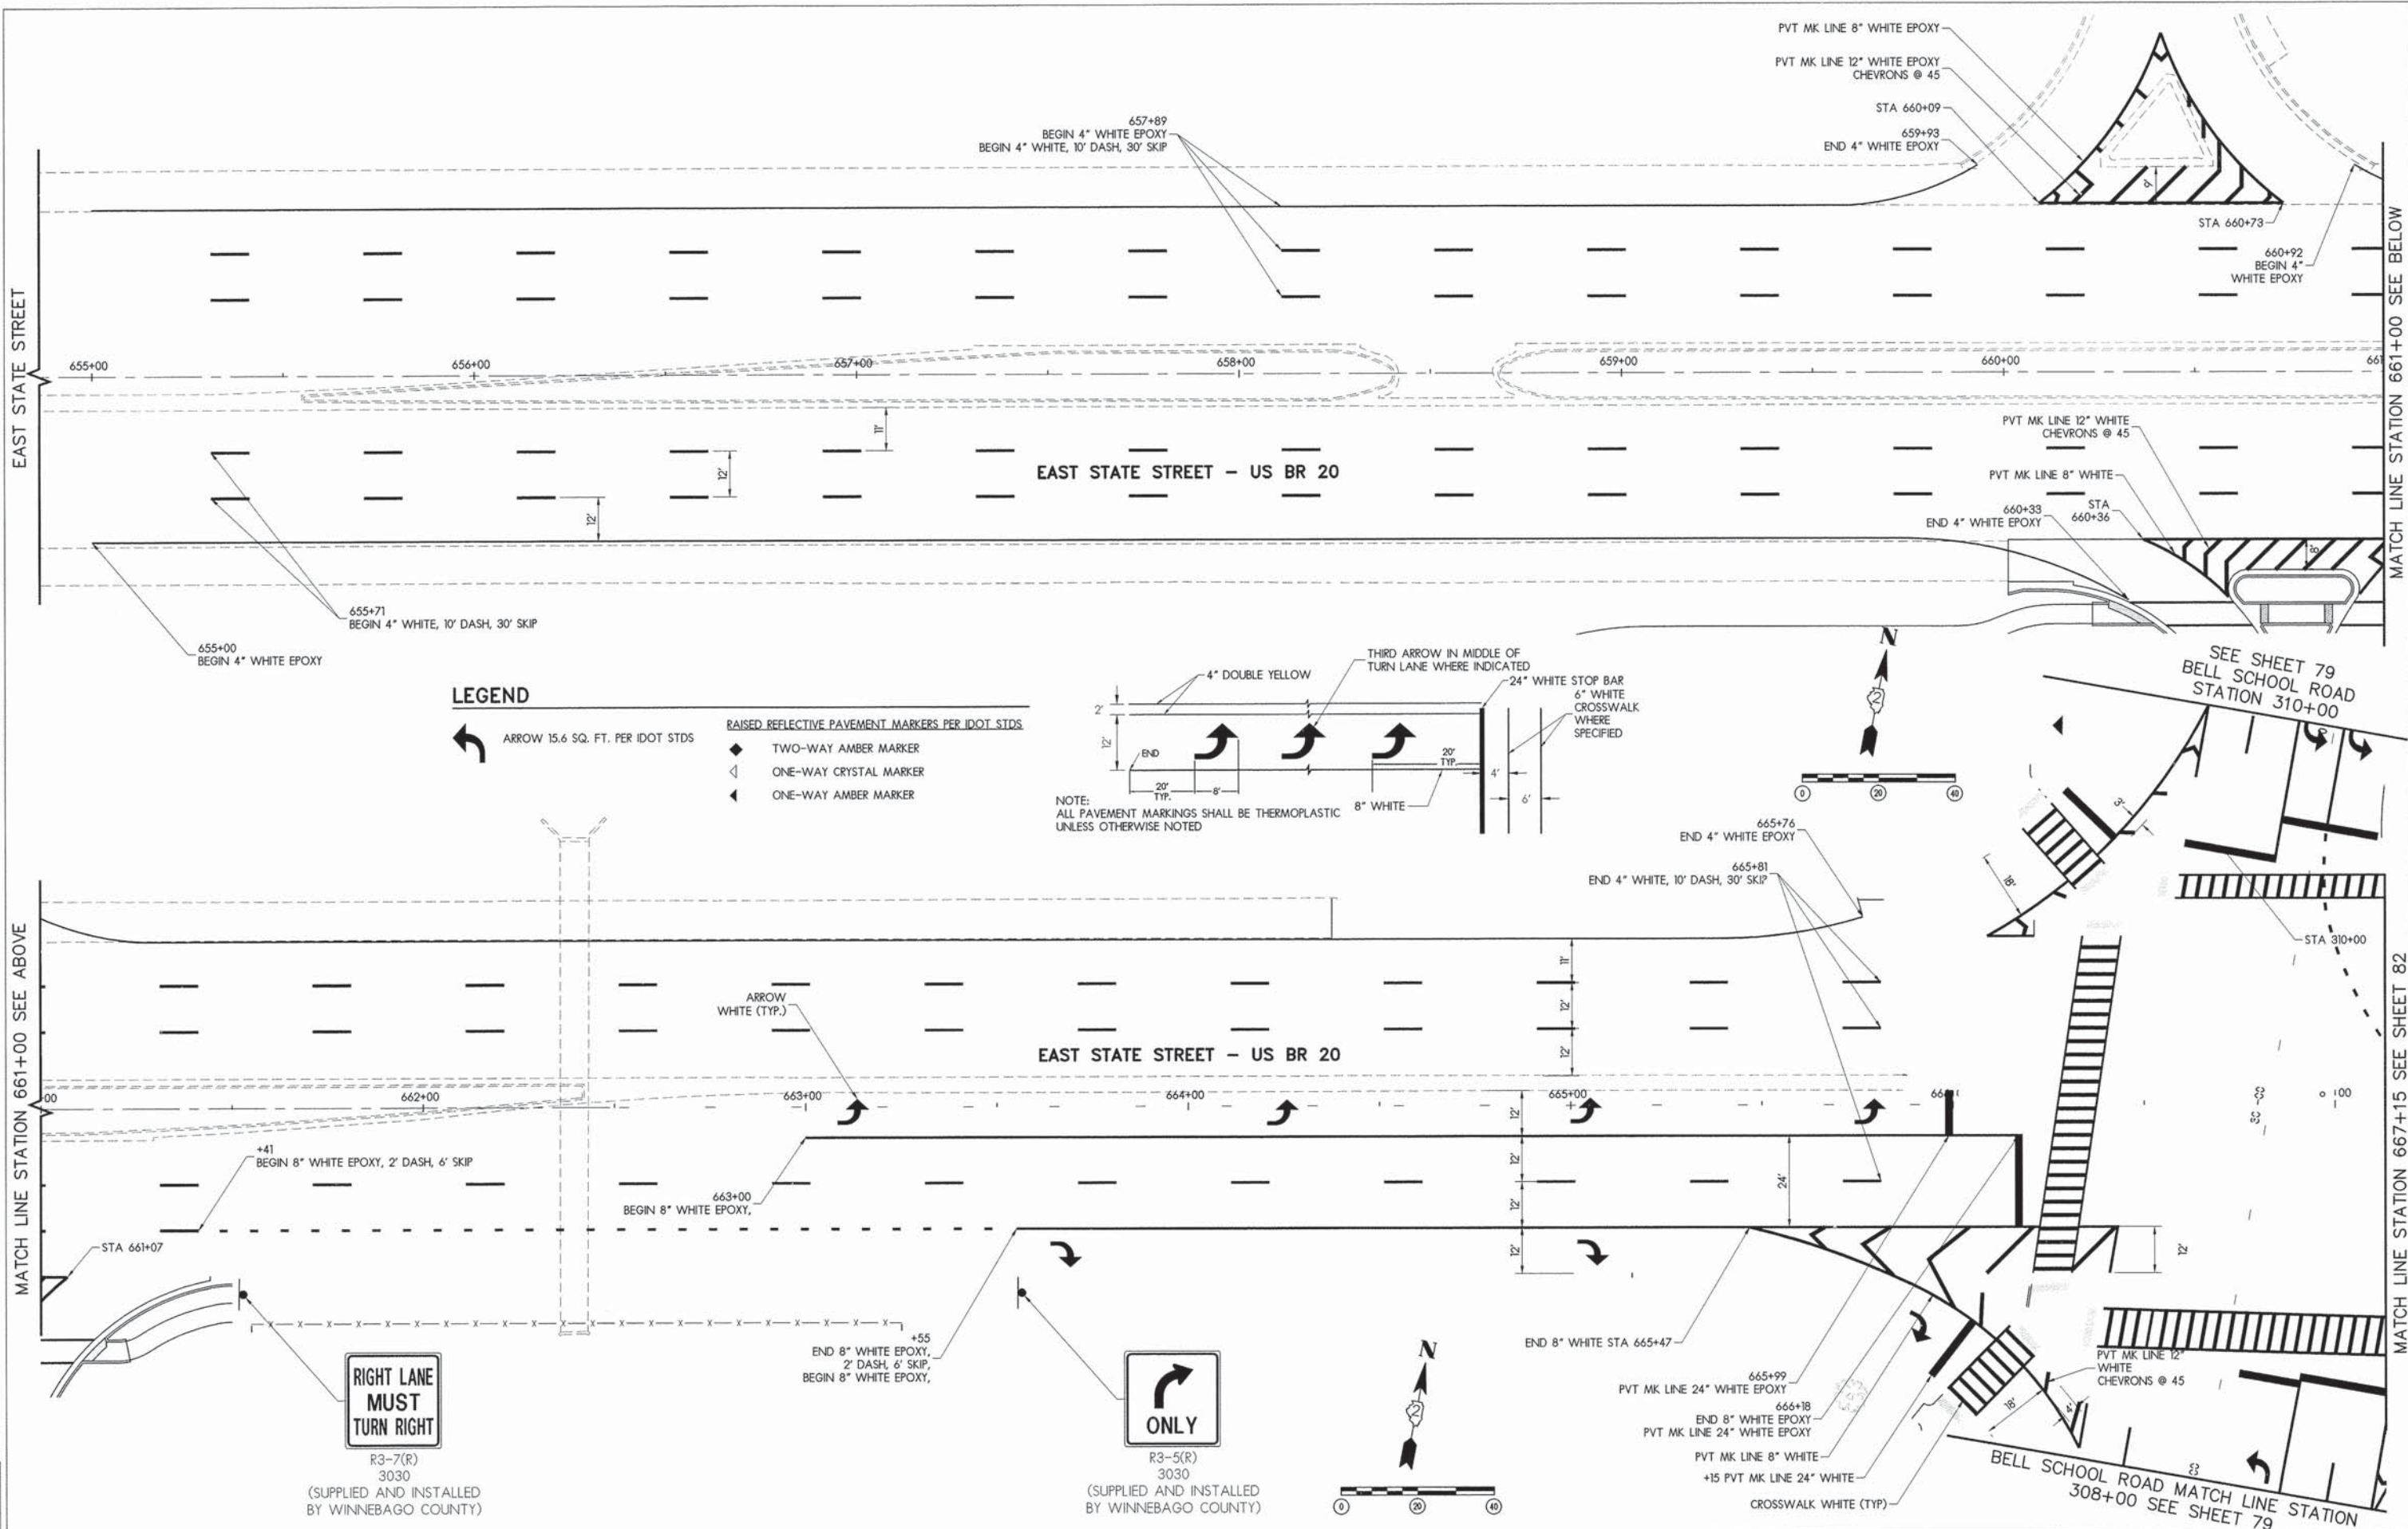 PVT MK LINE 8" WHITE EPOXY
PVT MK LINE 12" WHITE EPOXY
CHEVRONS @ 45
STA 660+09
659+93
END 4" WHITE EPOXY
657+89
BEGIN 4" WHITE EPOXY
BEGIN 4" WHITE, 10' DASH, 30' SKIP
9'
STA 660+73
660+92
BEGIN 4"
WHITE EPOXY
EAST STATE STREET
MATCH LINE STATION 661+00 SEE BELOW
655+00
656+00
657+00
658+00
659+00
660+00
661
11'
12'
12'
EAST STATE STREET - US BR 20
PVT MK LINE 12" WHITE
CHEVRONS @ 45
PVT MK LINE 8" WHITE
STA
660+36
660+33
END 4" WHITE EPOXY
8'
655+71
BEGIN 4" WHITE, 10' DASH, 30' SKIP
655+00
BEGIN 4" WHITE EPOXY
LEGEND
ARROW 15.6 SQ. FT. PER IDOT STDS
RAISED REFLECTIVE PAVEMENT MARKERS PER IDOT STDS
TWO-WAY AMBER MARKER
ONE-WAY CRYSTAL MARKER
ONE-WAY AMBER MARKER
4" DOUBLE YELLOW
THIRD ARROW IN MIDDLE OF
TURN LANE WHERE INDICATED
24" WHITE STOP BAR
6" WHITE
CROSSWALK
WHERE
SPECIFIED
2'
12'
END
20'
TYP.
8'
20'
TYP.
4'
6'
8" WHITE
NOTE:
ALL PAVEMENT MARKINGS SHALL BE THERMOPLASTIC
UNLESS OTHERWISE NOTED
N
0 20 40
SEE SHEET 79
BELL SCHOOL ROAD
STATION 310+00
3'
18'
STA 310+00
665+76
END 4" WHITE EPOXY
665+81
END 4" WHITE, 10' DASH, 30' SKIP
MATCH LINE STATION 661+00 SEE ABOVE
MATCH LINE STATION 667+15 SEE SHEET 82
ARROW
WHITE (TYP.)
11'
12'
12'
EAST STATE STREET - US BR 20
00
662+00
663+00
664+00
665+00
+00
12'
12'
12'
12'
24'
12'
+41
BEGIN 8" WHITE EPOXY, 2' DASH, 6' SKIP
663+00
BEGIN 8" WHITE EPOXY,
STA 661+07
+55
END 8" WHITE EPOXY,
2' DASH, 6' SKIP,
BEGIN 8" WHITE EPOXY,
RIGHT LANE
MUST
TURN RIGHT
R3-7(R)
3030
(SUPPLIED AND INSTALLED
BY WINNEBAGO COUNTY)
ONLY
R3-5(R)
3030
(SUPPLIED AND INSTALLED
BY WINNEBAGO COUNTY)
N
0 20 40
END 8" WHITE STA 665+47
665+99
PVT MK LINE 24" WHITE EPOXY
666+18
END 8" WHITE EPOXY
PVT MK LINE 24" WHITE EPOXY
PVT MK LINE 8" WHITE
+15 PVT MK LINE 24" WHITE
CROSSWALK WHITE (TYP)
PVT MK LINE 12"
WHITE
CHEVRONS @ 45
18'
4'
BELL SCHOOL ROAD MATCH LINE STATION
308+00 SEE SHEET 79